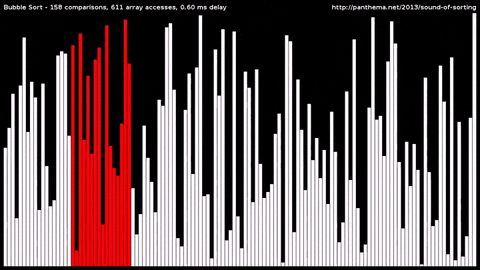 Bubble Sort - 158 comparisons, 611 array accesses, 0.60 ms delay
http://panthema.net/2013/sound-of-sorting